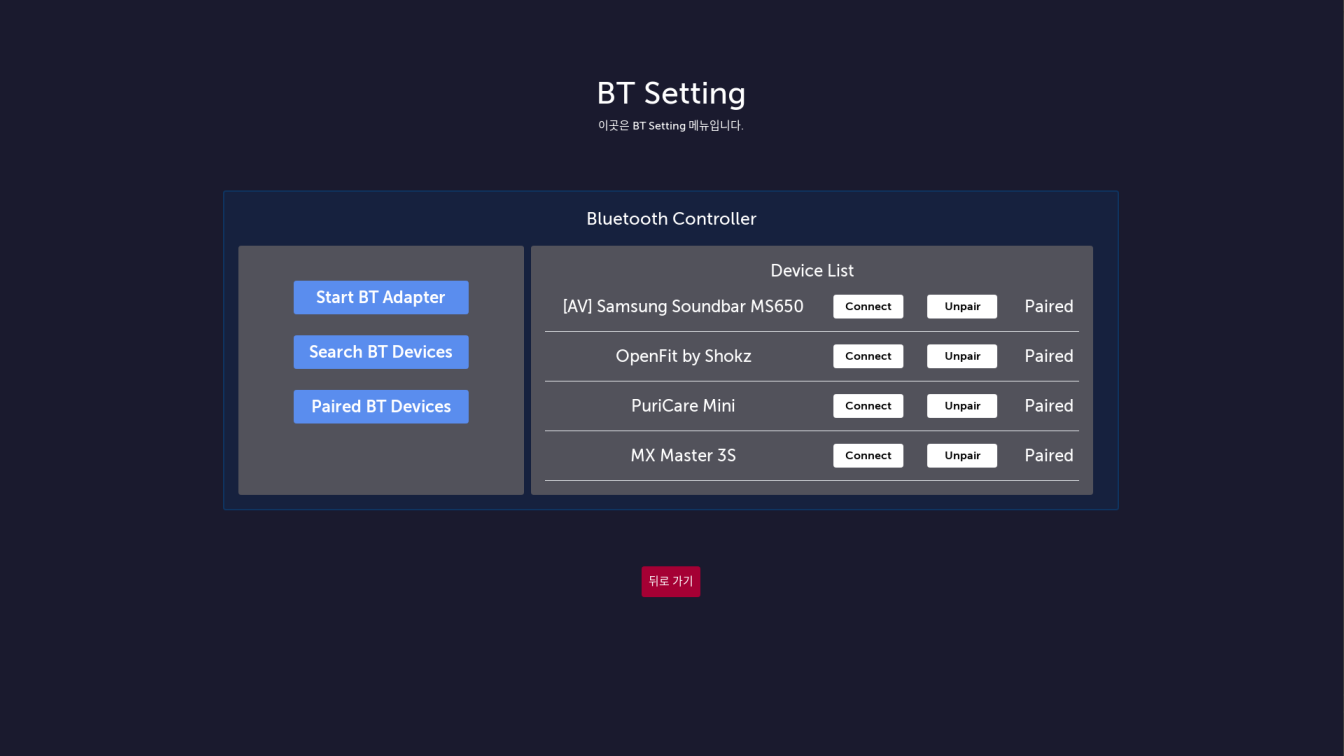 BT Setting
이곳은 BT Setting 메뉴입니다.
Bluetooth Controller
Start BT Adapter
Search BT Devices
Paired BT Devices
Device List
[AV] Samsung Soundbar MS650 Connect Unpair Paired
OpenFit by Shokz Connect Unpair Paired
PuriCare Mini Connect Unpair Paired
MX Master 3S Connect Unpair Paired
뒤로 가기